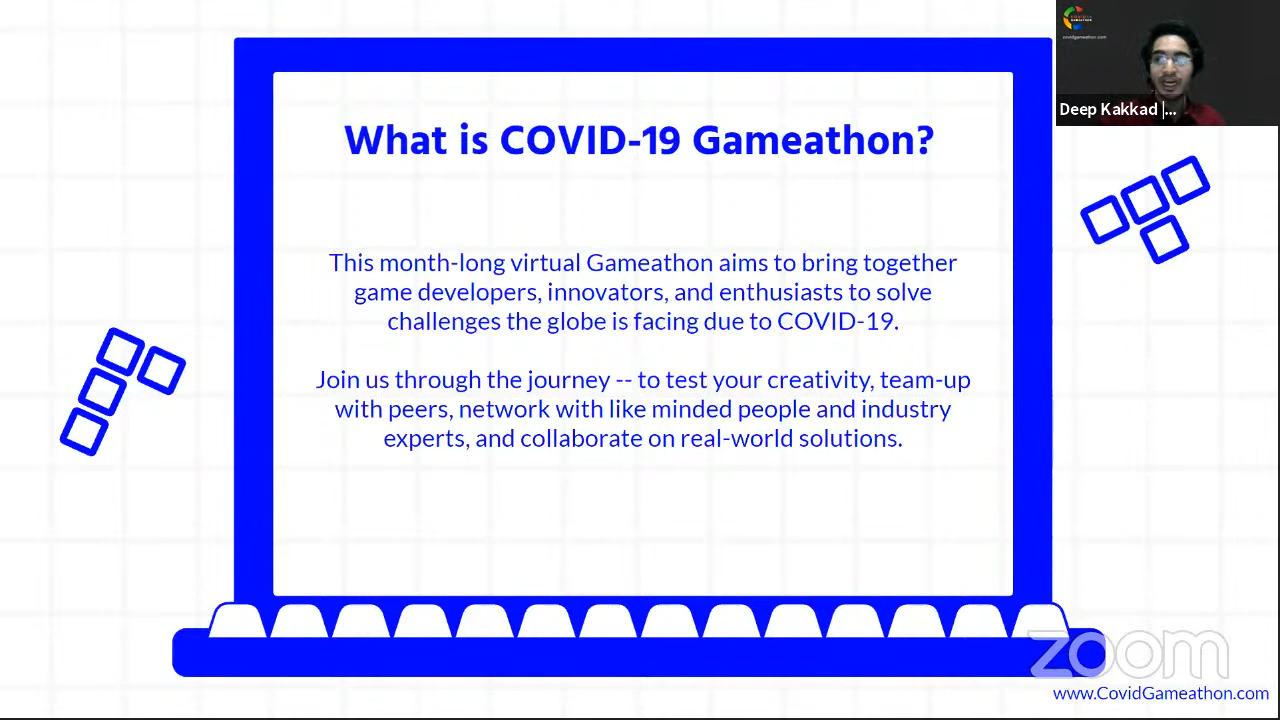 What is COVID-19 Gameathon?
This month-long virtual Gameathon aims to bring together
game developers, innovators, and enthusiasts to solve
challenges the globe is facing due to COVID-19.
Join us through the journey -- to test your creativity, team-up
with peers, network with like minded people and industry
experts, and collaborate on real-world solutions.
covidgameathon.com
Deep Kakkad |...
zoom
www.CovidGameathon.com